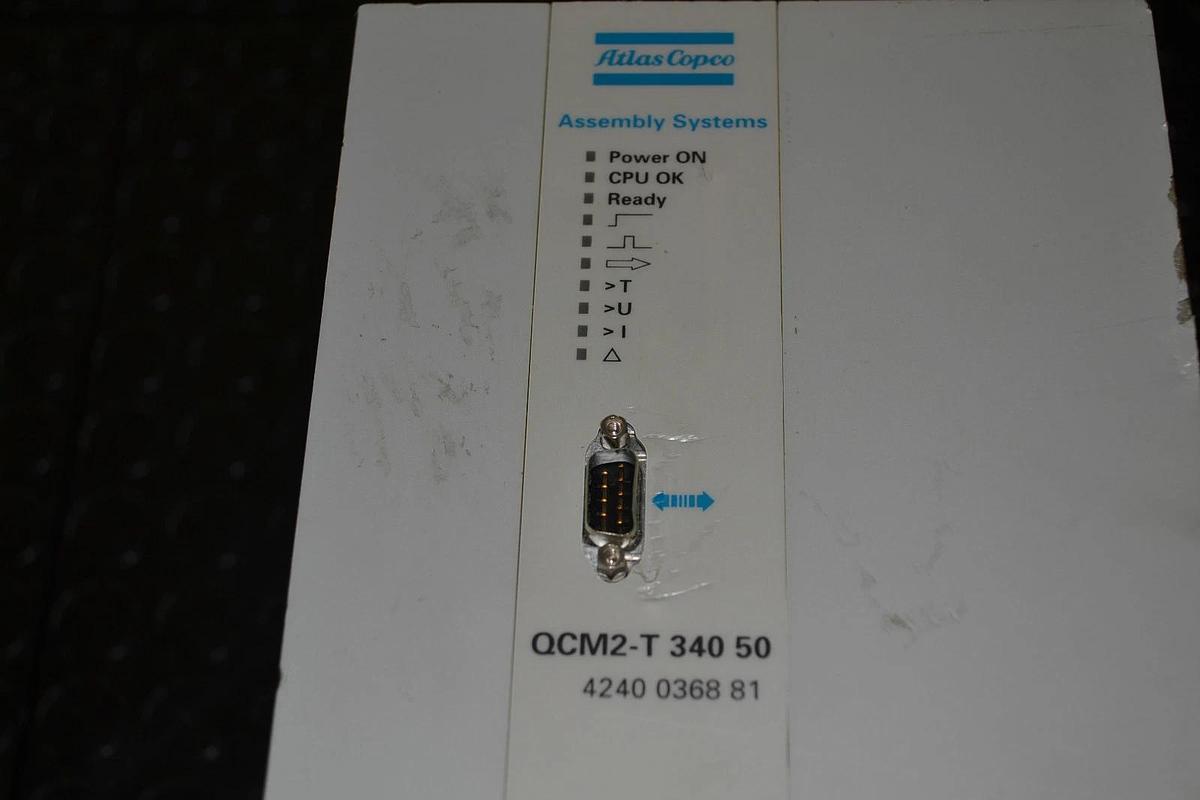 Atlas Copco
Assembly Systems
Power ON
CPU OK
Ready
>T
>U
>I
QCM2-T 340 50
4240 0368 81